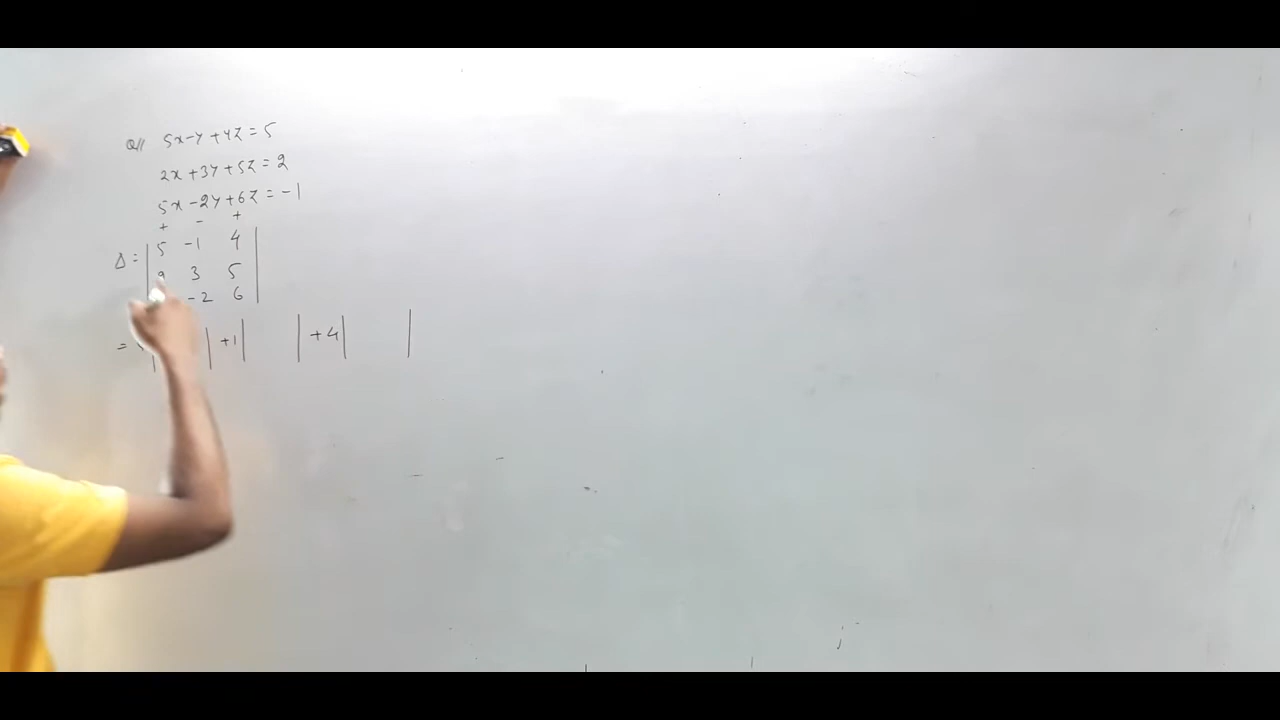 Q// 5x-y+4z=5
2x+3y+5z=2
5x-2y+6z=-1
+ - +
Δ= | 5 -1 4 |
3 5
-2 6
= | | +1 | | +4 | |